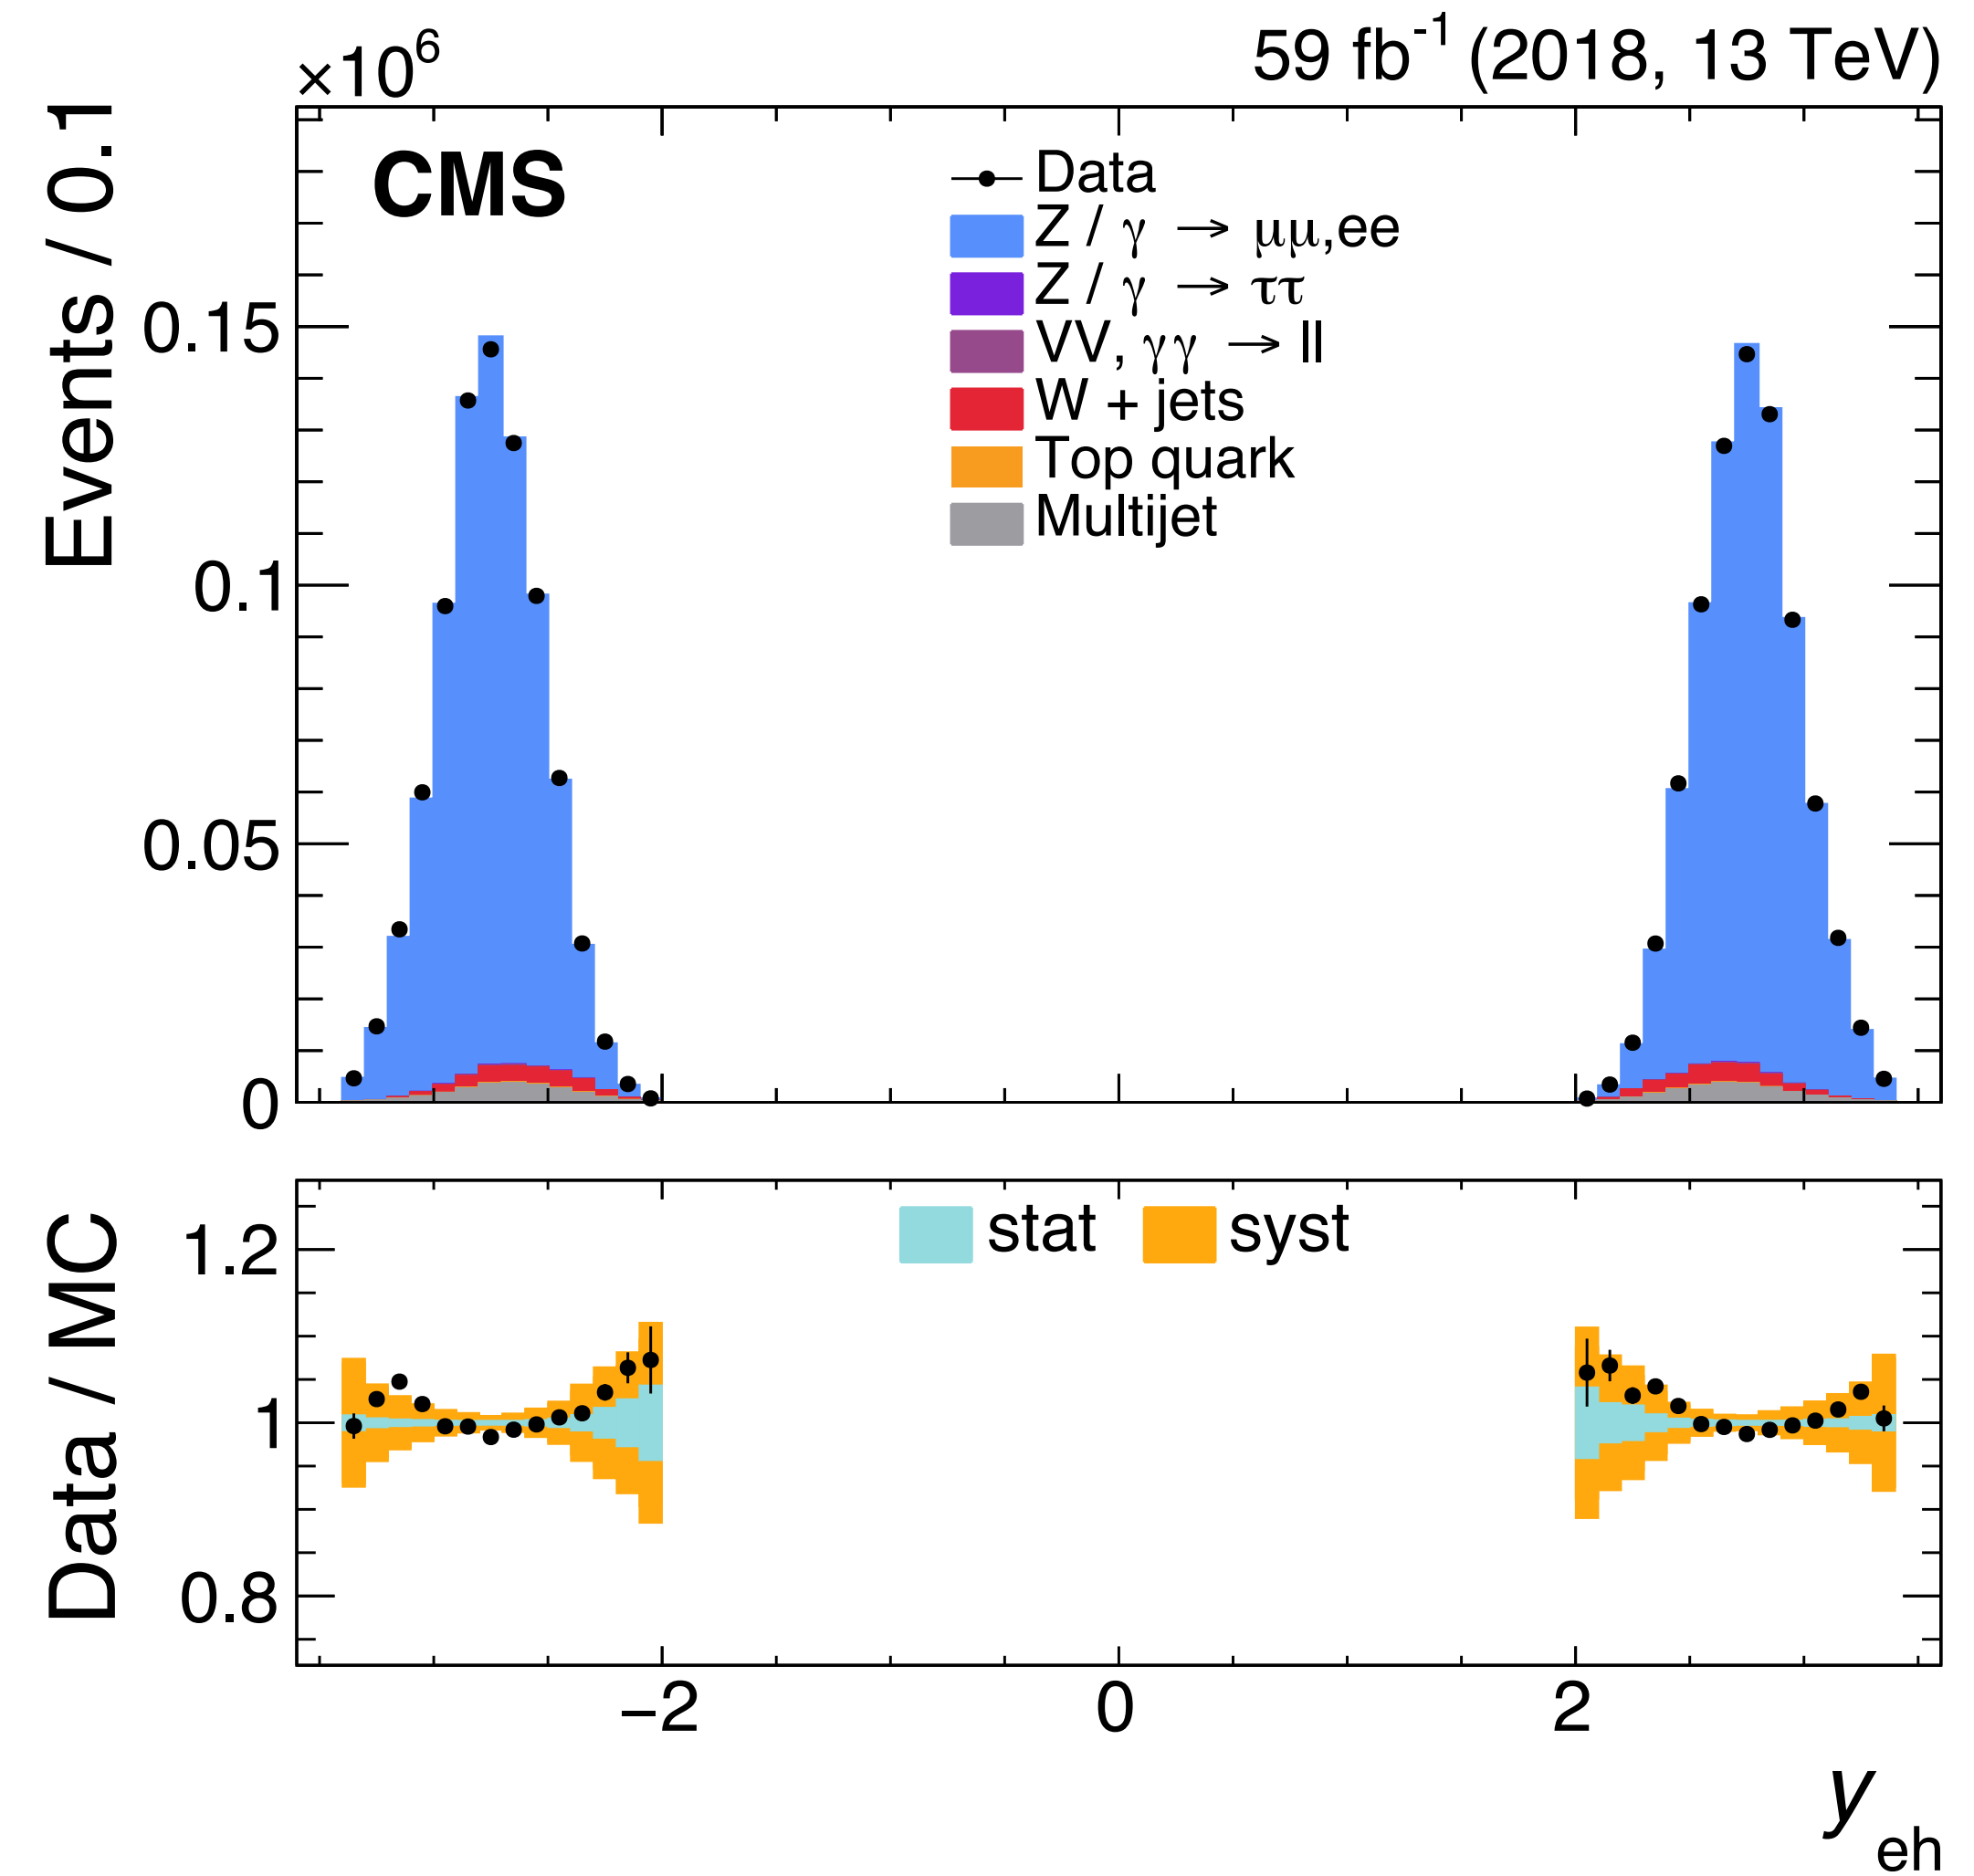 ×10⁶
59 fb⁻¹ (2018, 13 TeV)
Events / 0.1
CMS
Data
Z / γ → μμ,ee
Z / γ → ττ
VV, γγ → ll
W + jets
Top quark
Multijet
0.15
0.1
0.05
0
Data / MC
stat
syst
1.2
1
0.8
−2
0
2
y_eh